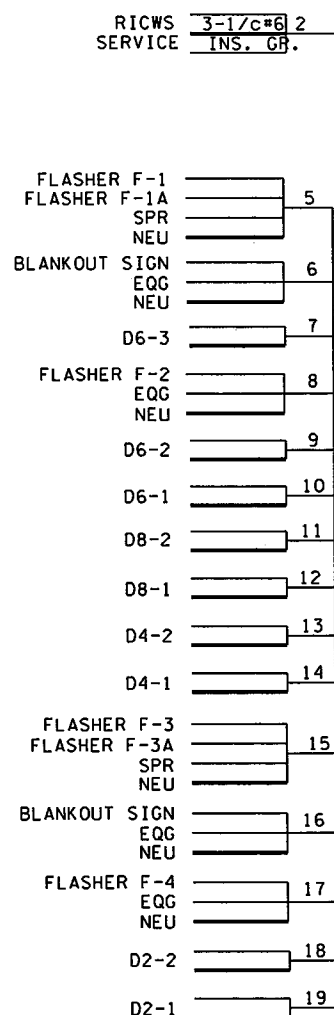 RICWS 3-1/c#6 2
SERVICE INS. GR.
FLASHER F-1
FLASHER F-1A 5
SPR
NEU
BLANKOUT SIGN
EQG 6
NEU
D6-3 7
FLASHER F-2
EQG 8
NEU
D6-2 9
D6-1 10
D8-2 11
D8-1 12
D4-2 13
D4-1 14
FLASHER F-3
FLASHER F-3A 15
SPR
NEU
BLANKOUT SIGN
EQG 16
NEU
FLASHER F-4
EQG 17
NEU
D2-2 18
D2-1 19